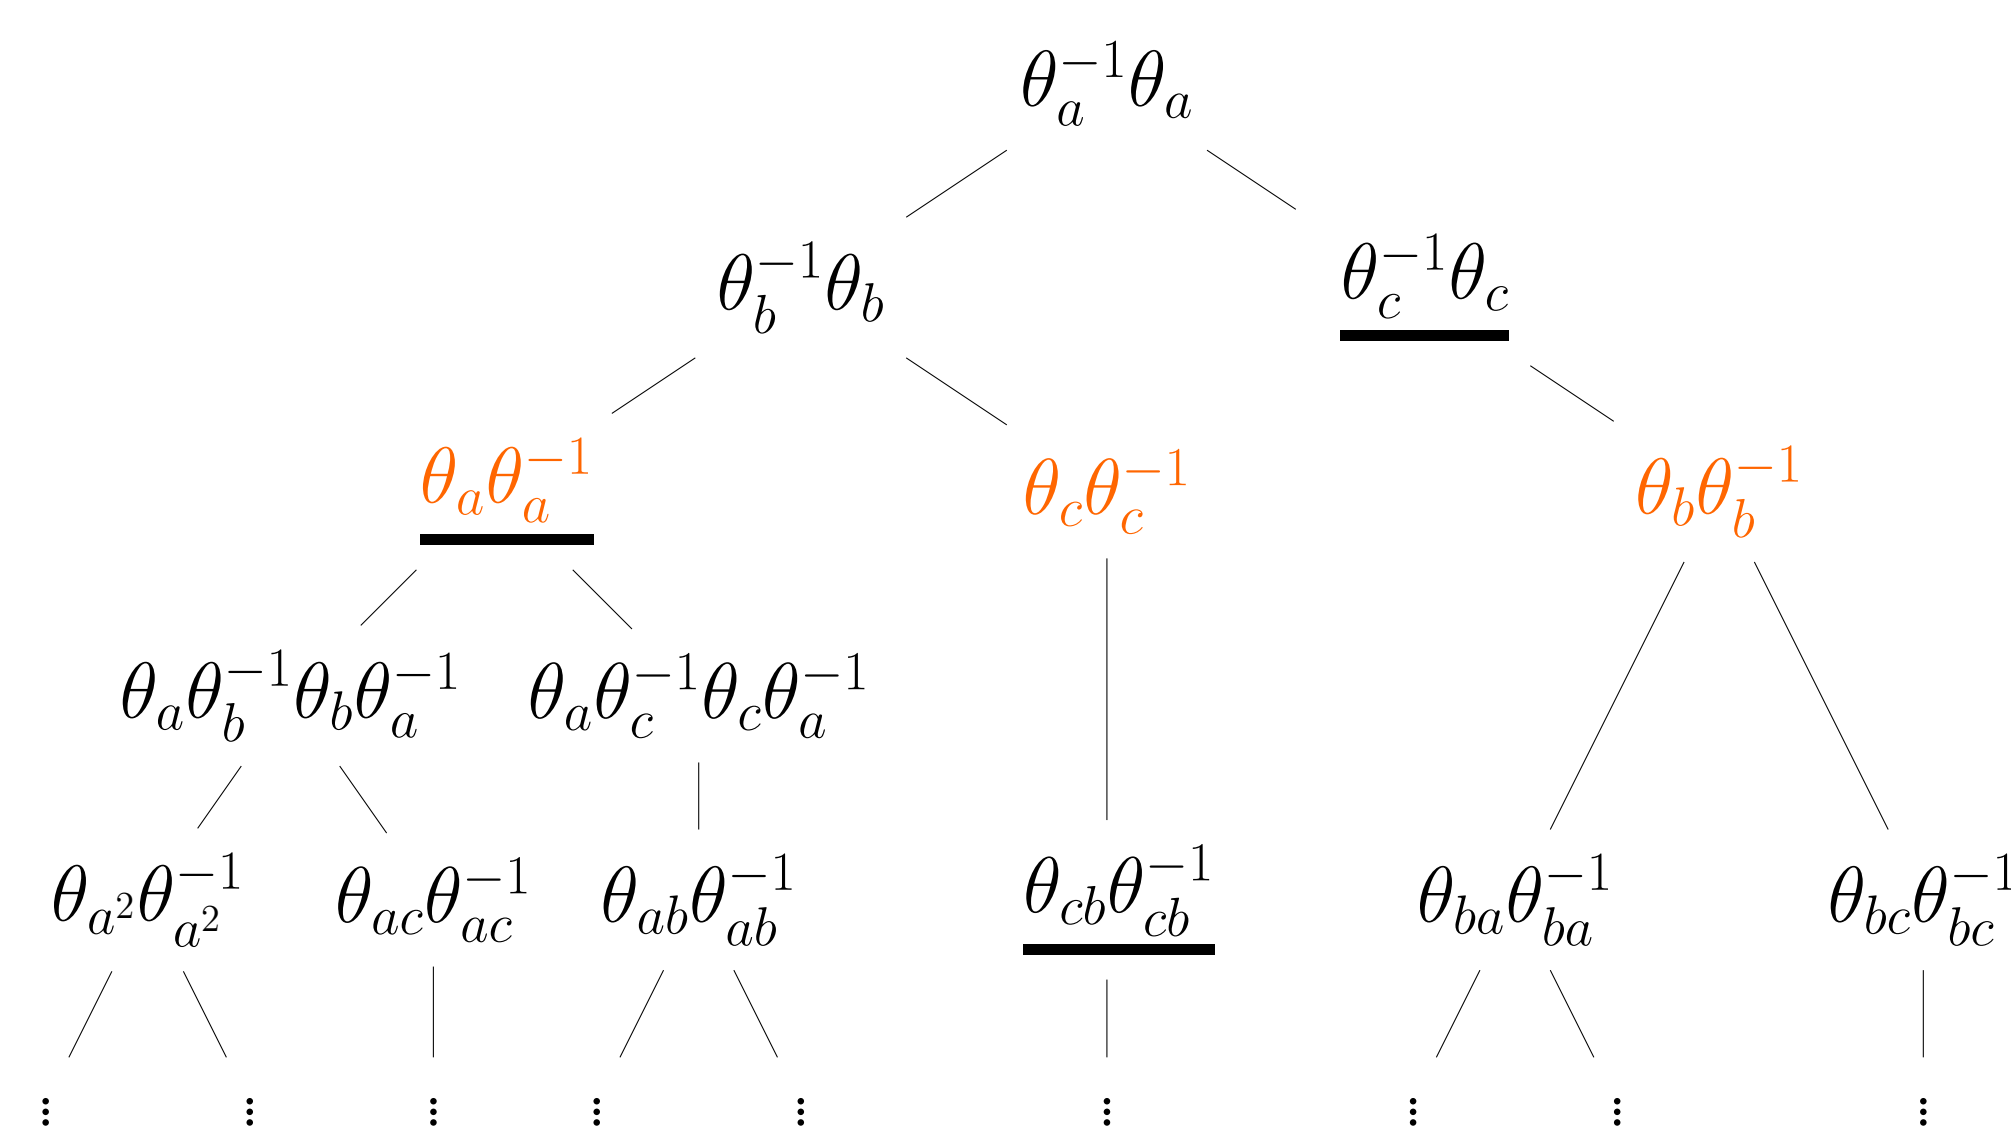 θ_a^{-1}θ_a
θ_b^{-1}θ_b θ_c^{-1}θ_c
θ_aθ_a^{-1} θ_cθ_c^{-1} θ_bθ_b^{-1}
θ_aθ_b^{-1}θ_bθ_a^{-1} θ_aθ_c^{-1}θ_cθ_a^{-1}
θ_{a^2}θ_{a^2}^{-1} θ_{ac}θ_{ac}^{-1} θ_{ab}θ_{ab}^{-1} θ_{cb}θ_{cb}^{-1} θ_{ba}θ_{ba}^{-1} θ_{bc}θ_{bc}^{-1}
⋮ ⋮ ⋮ ⋮ ⋮ ⋮ ⋮ ⋮ ⋮